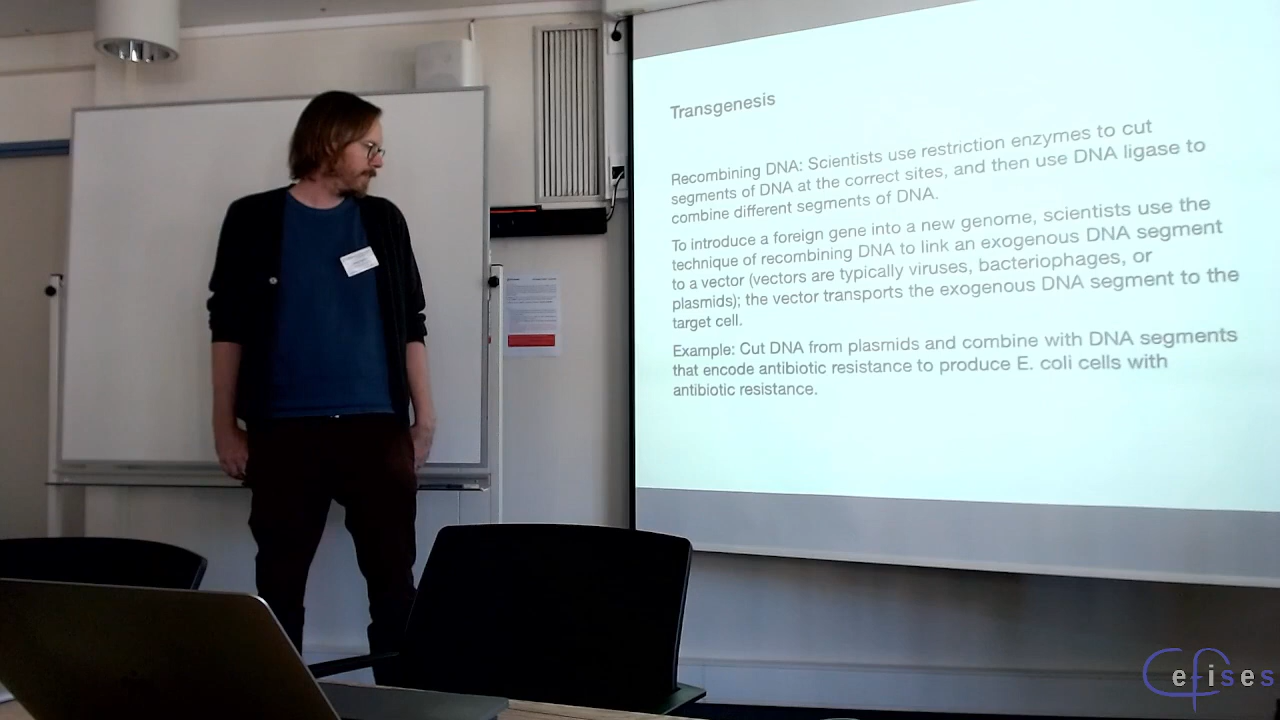 Transgenesis
Recombining DNA: Scientists use restriction enzymes to cut
segments of DNA at the correct sites, and then use DNA ligase to
combine different segments of DNA.
To introduce a foreign gene into a new genome, scientists use the
technique of recombining DNA to link an exogenous DNA segment
to a vector (vectors are typically viruses, bacteriophages, or
plasmids); the vector transports the exogenous DNA segment to the
target cell.
Example: Cut DNA from plasmids and combine with DNA segments
that encode antibiotic resistance to produce E. coli cells with
antibiotic resistance.
Cefises